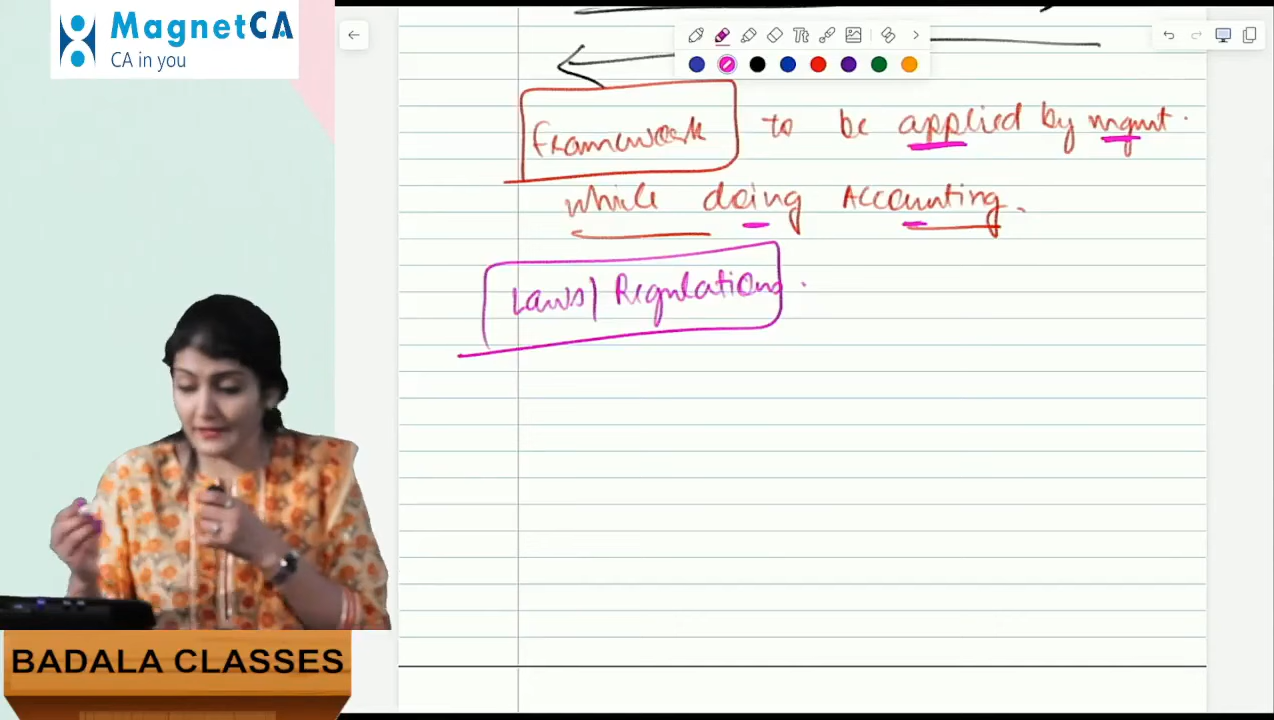 MagnetCA
CA in you
Framework to be applied by mgmt.
while doing Accounting.
Laws| Regulations.
BADALA CLASSES